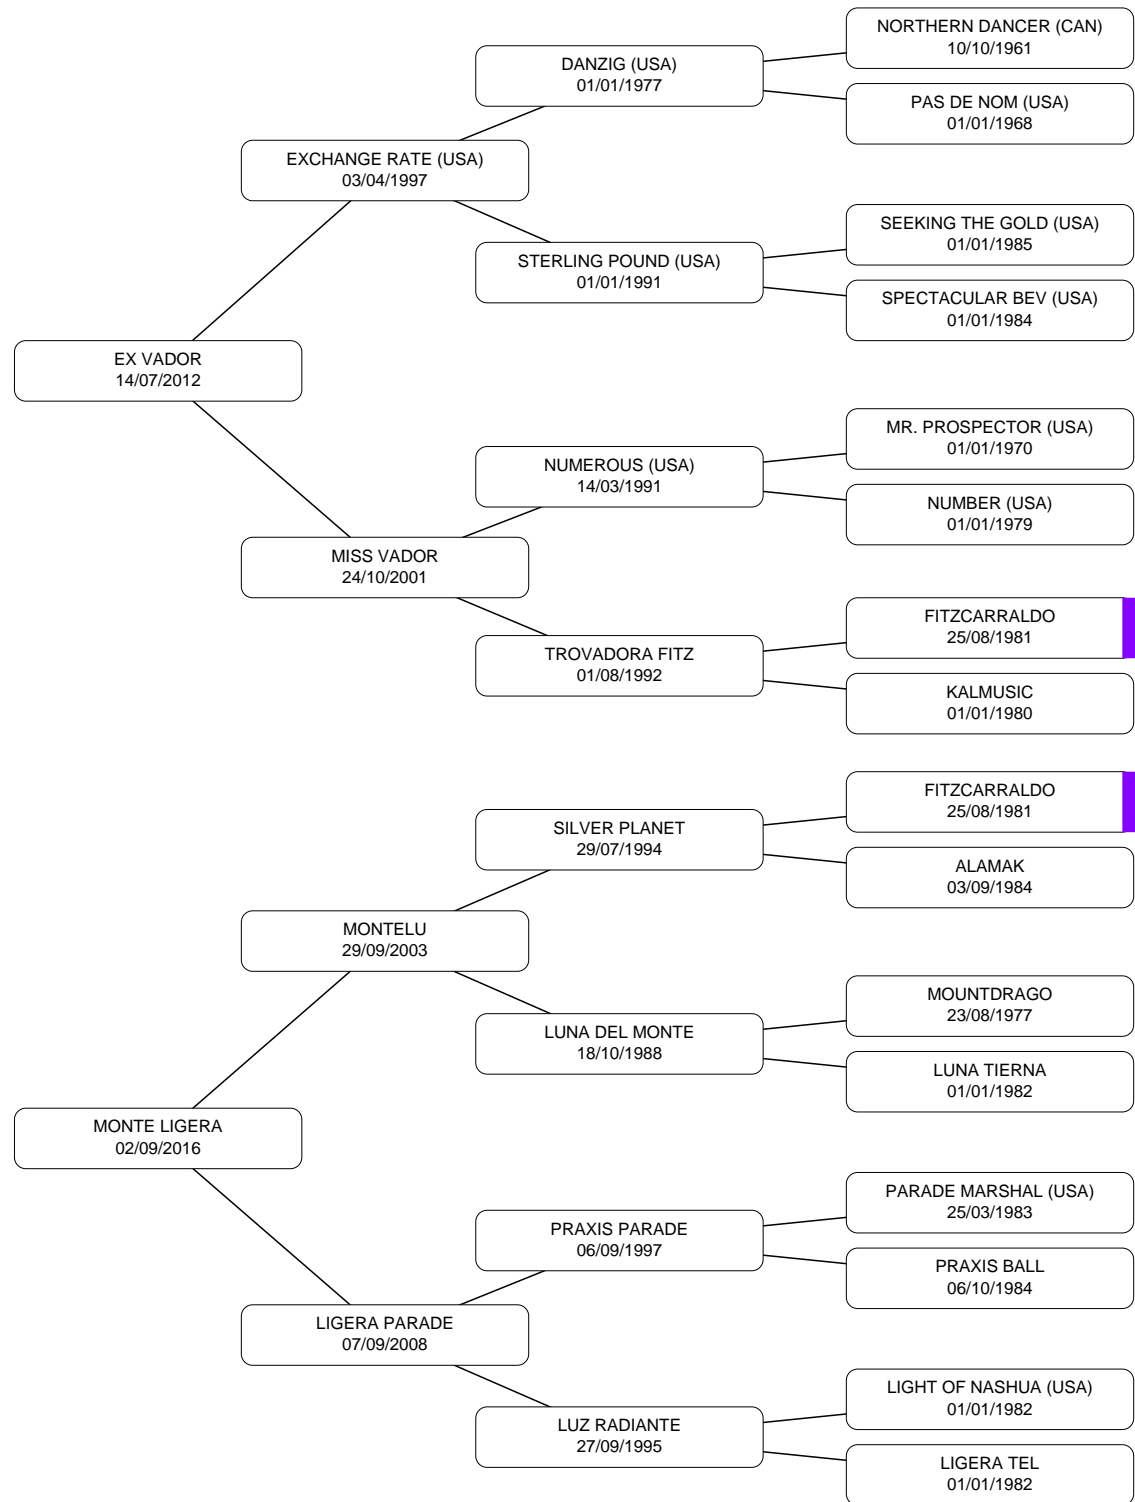 NORTHERN DANCER (CAN)
10/10/1961
DANZIG (USA)
01/01/1977
PAS DE NOM (USA)
01/01/1968
EXCHANGE RATE (USA)
03/04/1997
SEEKING THE GOLD (USA)
01/01/1985
STERLING POUND (USA)
01/01/1991
SPECTACULAR BEV (USA)
01/01/1984
EX VADOR
14/07/2012
MR. PROSPECTOR (USA)
01/01/1970
NUMEROUS (USA)
14/03/1991
NUMBER (USA)
01/01/1979
MISS VADOR
24/10/2001
FITZCARRALDO
25/08/1981
TROVADORA FITZ
01/08/1992
KALMUSIC
01/01/1980
FITZCARRALDO
25/08/1981
SILVER PLANET
29/07/1994
ALAMAK
03/09/1984
MONTELU
29/09/2003
MOUNTDRAGO
23/08/1977
LUNA DEL MONTE
18/10/1988
LUNA TIERNA
01/01/1982
MONTE LIGERA
02/09/2016
PARADE MARSHAL (USA)
25/03/1983
PRAXIS PARADE
06/09/1997
PRAXIS BALL
06/10/1984
LIGERA PARADE
07/09/2008
LIGHT OF NASHUA (USA)
01/01/1982
LUZ RADIANTE
27/09/1995
LIGERA TEL
01/01/1982